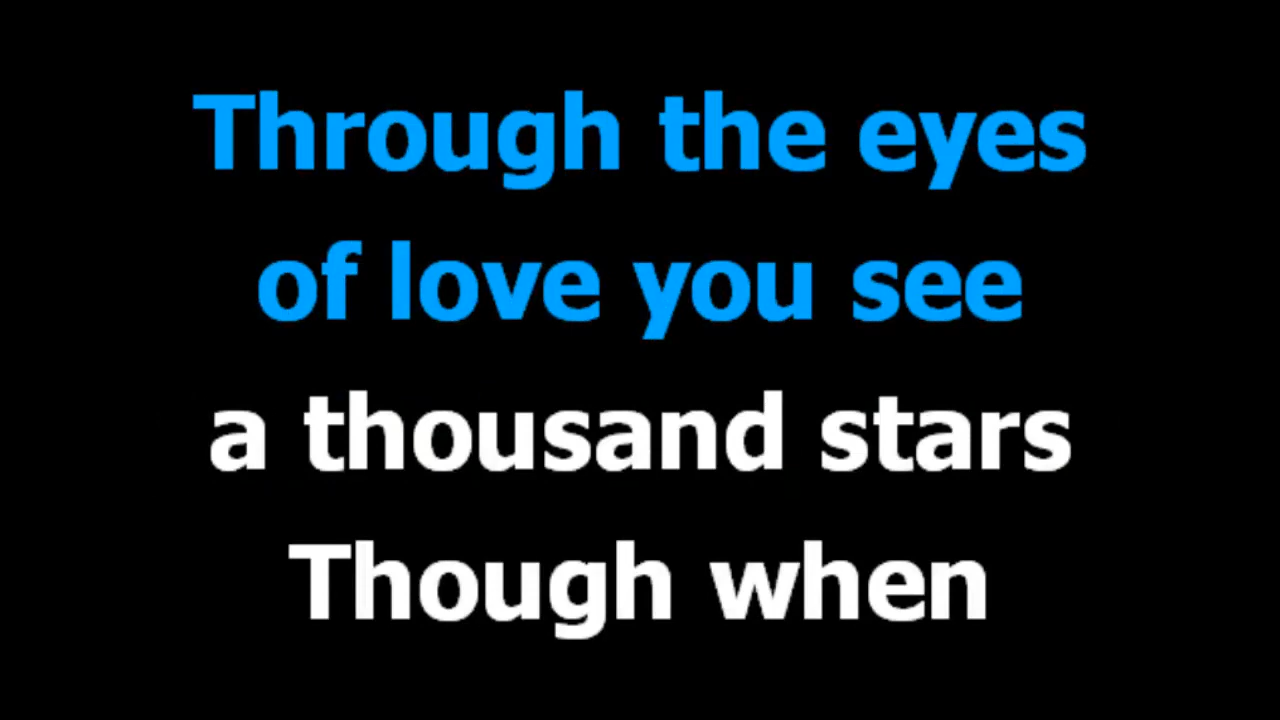 Through the eyes
of love you see
a thousand stars
Though when